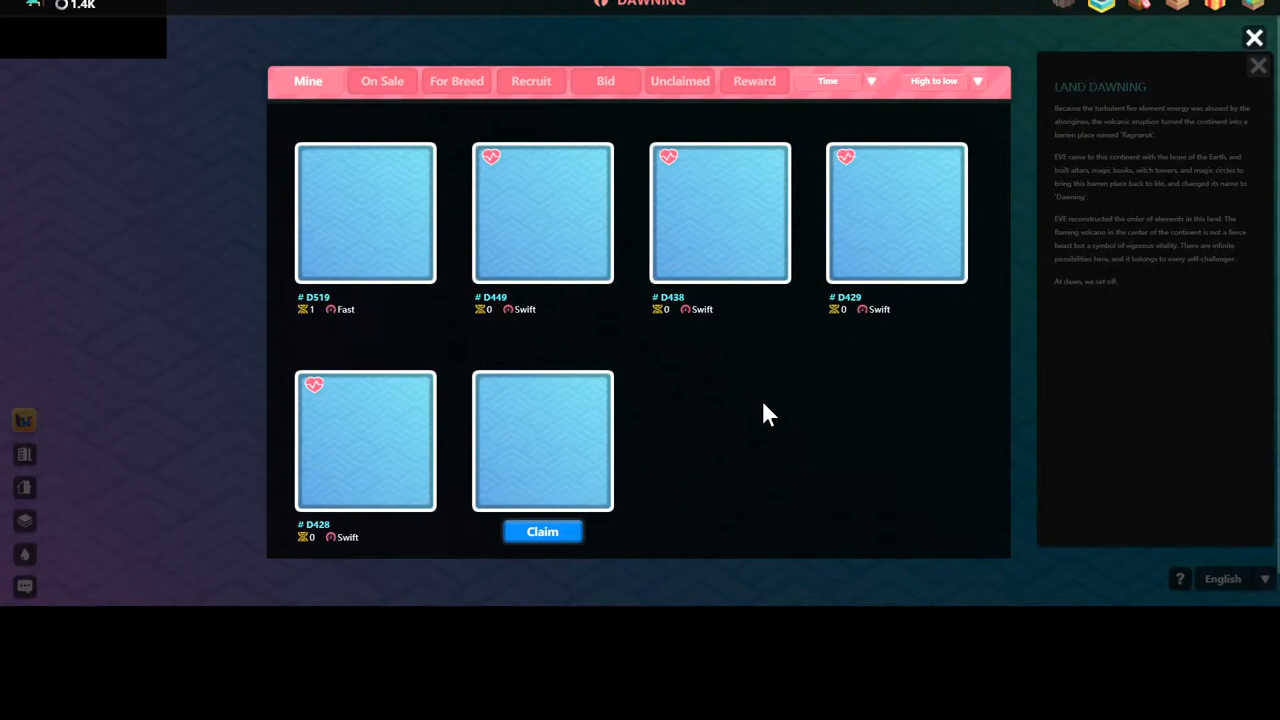 1.4K
DAWNING
Mine
On Sale
For Breed
Recruit
Bid
Unclaimed
Reward
Time
High to low
# D519
1 Fast
# D449
0 Swift
# D438
0 Swift
# D429
0 Swift
# D428
0 Swift
Claim
LAND DAWNING
Because the turbulent fire element energy was abused by the
aborigines, the volcanic eruption turned the continent into a
barren place named 'Ragnarok'.
EVE came to this continent with the hope of the Earth, and
built altars, magic books, witch towers, and magic circles to
bring this barren place back to life, and changed its name to
'Dawning'.
EVE reconstructed the order of elements in this land. The
flaming volcano in the center of the continent is not a fierce
beast but a symbol of vigorous vitality. There are infinite
possibilities here, and it belongs to every self-challenger.
At dawn, we set off.
?
English